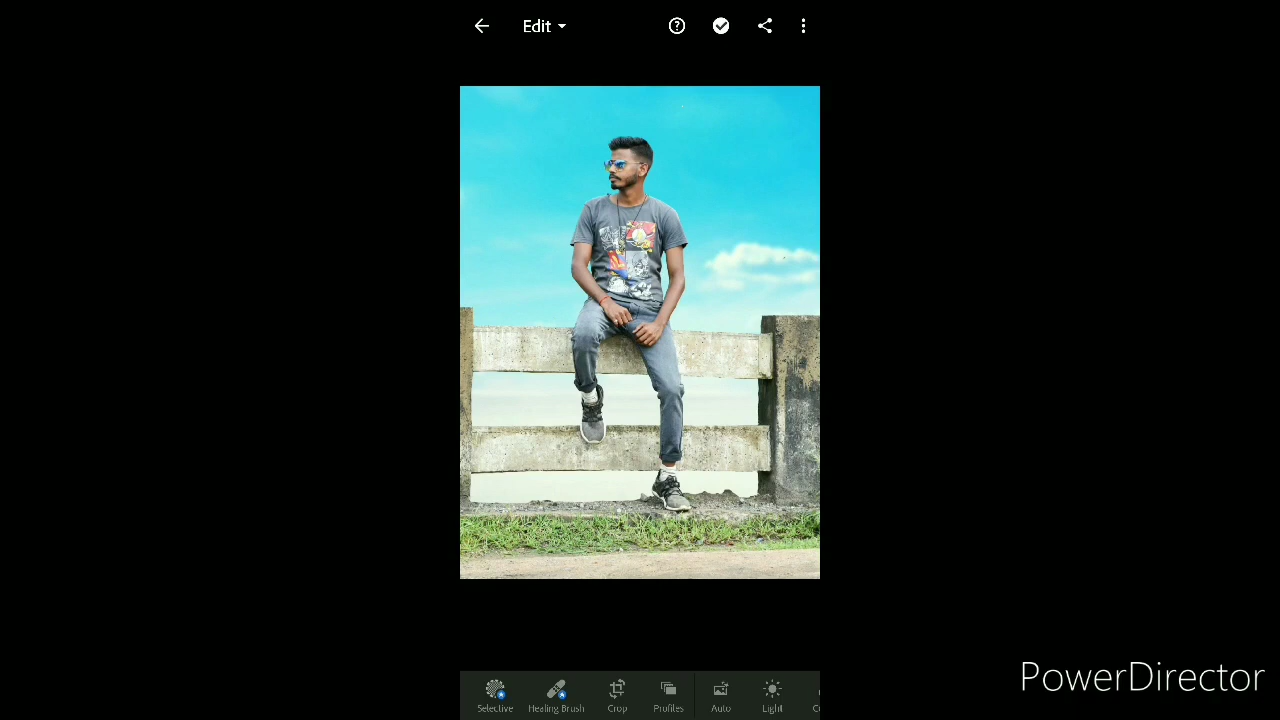 Edit
Selective
Healing Brush
Crop
Profiles
Auto
Light
PowerDirector